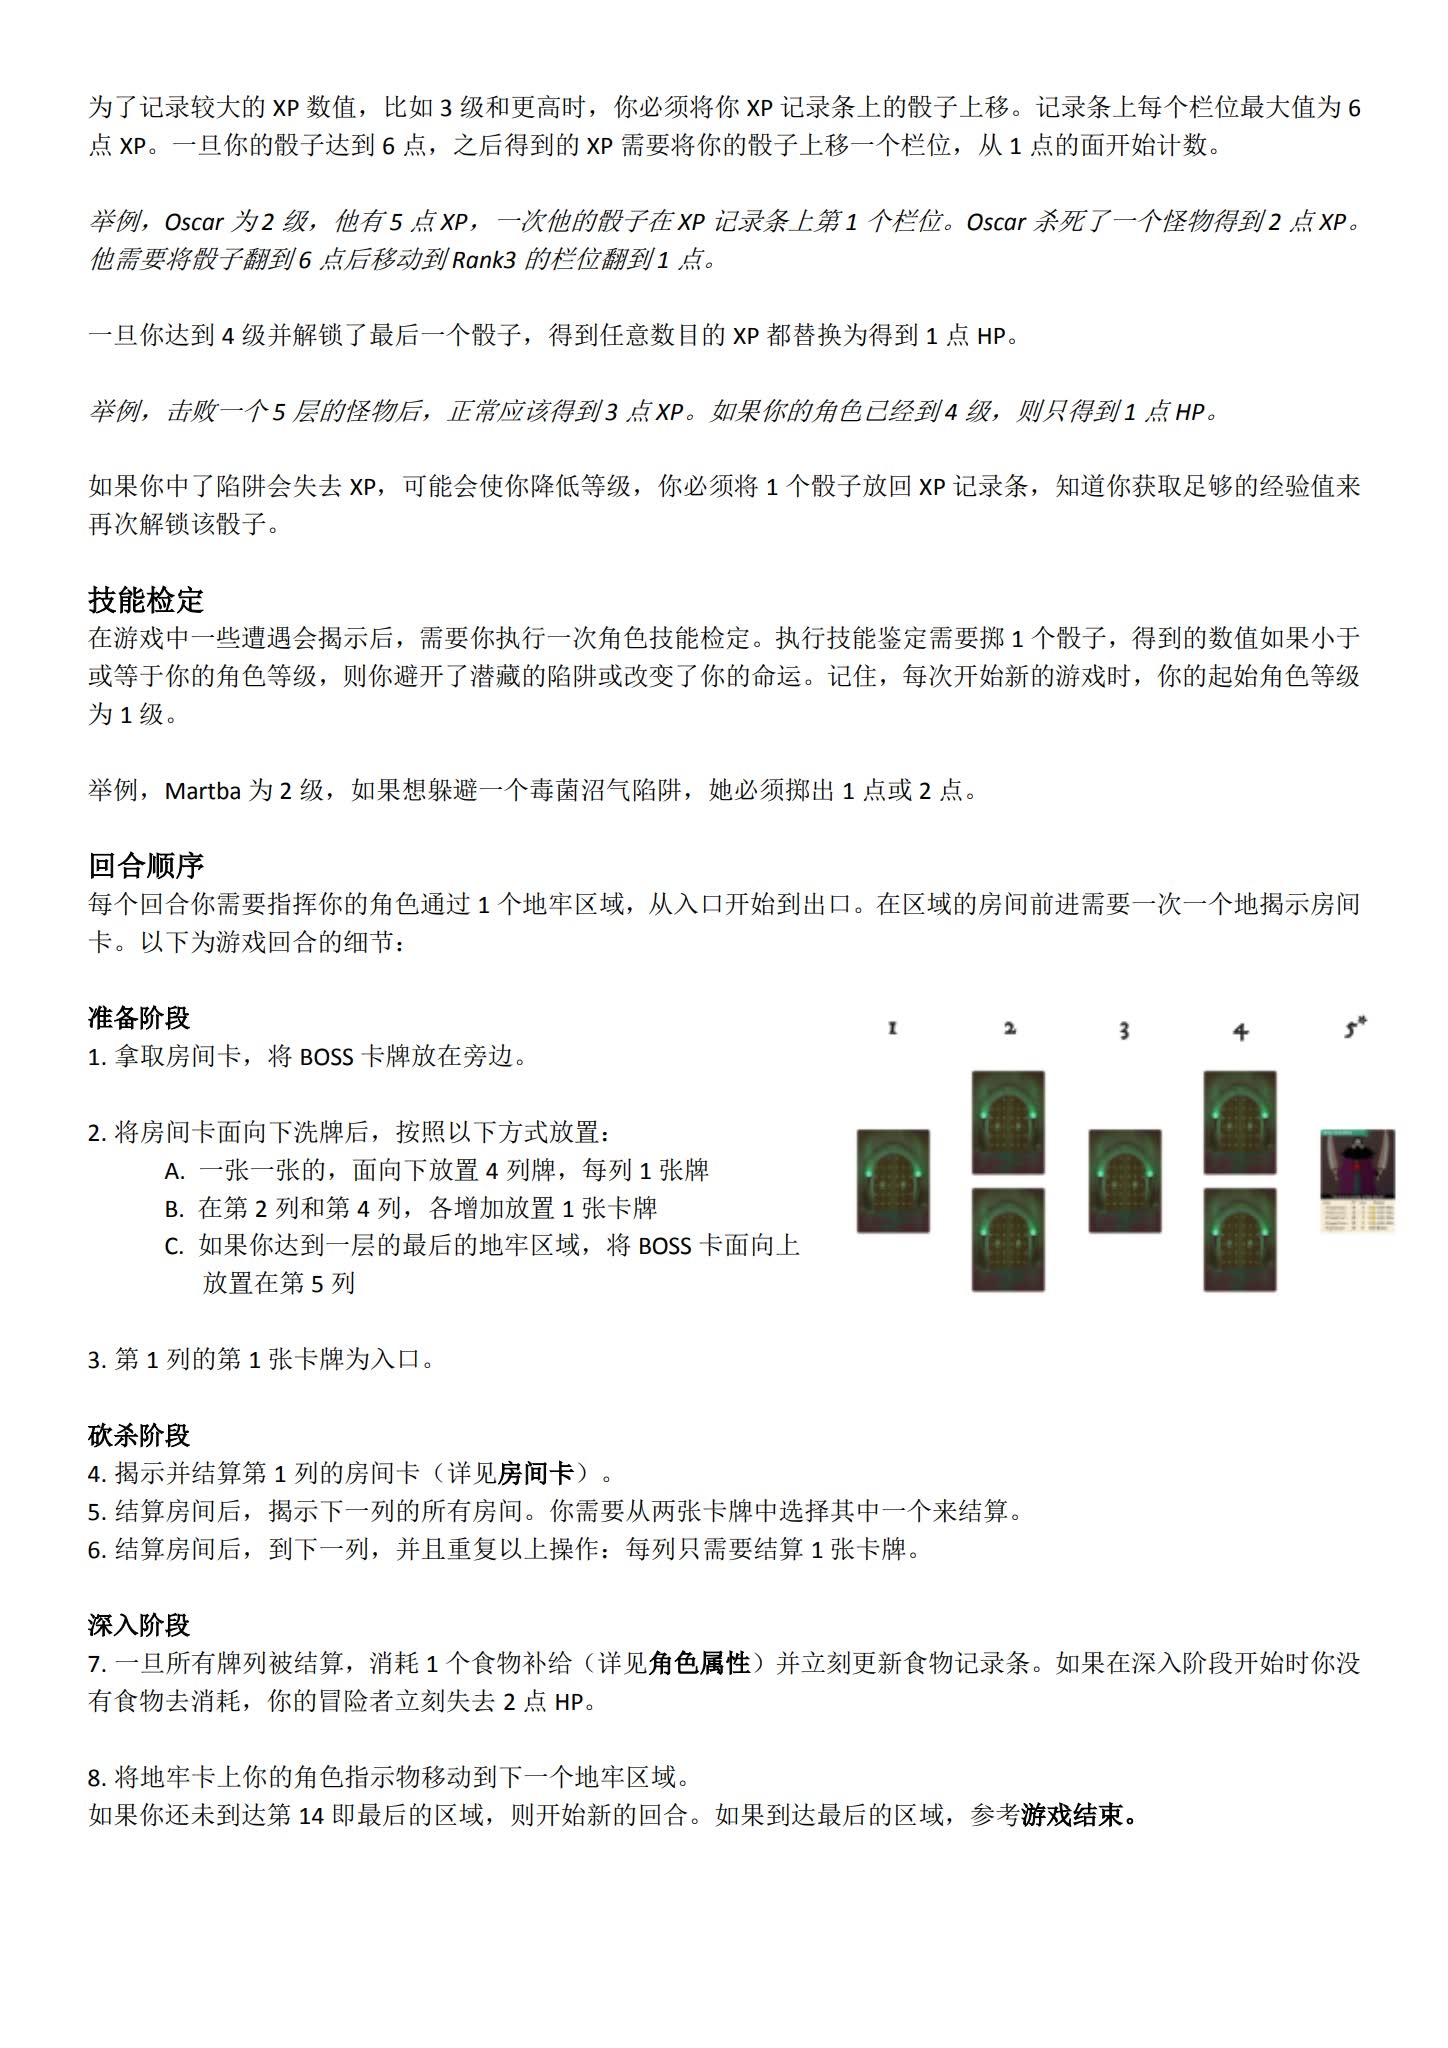 为了记录较大的 XP 数值，比如 3 级和更高时，你必须将你 XP 记录条上的骰子上移。记录条上每个栏位最大值为 6
点 XP。一旦你的骰子达到 6 点，之后得到的 XP 需要将你的骰子上移一个栏位，从 1 点的面开始计数。
举例，Oscar 为 2 级，他有 5 点 XP，一次他的骰子在 XP 记录条上第 1 个栏位。Oscar 杀死了一个怪物得到 2 点 XP。
他需要将骰子翻到 6 点后移动到 Rank3 的栏位翻到 1 点。
一旦你达到 4 级并解锁了最后一个骰子，得到任意数目的 XP 都替换为得到 1 点 HP。
举例，击败一个 5 层的怪物后，正常应该得到 3 点 XP。如果你的角色已经到 4 级，则只得到 1 点 HP。
如果你中了陷阱会失去 XP，可能会使你降低等级，你必须将 1 个骰子放回 XP 记录条，知道你获取足够的经验值来
再次解锁该骰子。
技能检定
在游戏中一些遭遇会揭示后，需要你执行一次角色技能检定。执行技能鉴定需要掷 1 个骰子，得到的数值如果小于
或等于你的角色等级，则你避开了潜藏的陷阱或改变了你的命运。记住，每次开始新的游戏时，你的起始角色等级
为 1 级。
举例，Martba 为 2 级，如果想躲避一个毒菌沼气陷阱，她必须掷出 1 点或 2 点。
回合顺序
每个回合你需要指挥你的角色通过 1 个地牢区域，从入口开始到出口。在区域的房间前进需要一次一个地揭示房间
卡。以下为游戏回合的细节：
准备阶段
1. 拿取房间卡，将 BOSS 卡牌放在旁边。
2. 将房间卡面向下洗牌后，按照以下方式放置：
A. 一张一张的，面向下放置 4 列牌，每列 1 张牌
B. 在第 2 列和第 4 列，各增加放置 1 张卡牌
C. 如果你达到一层的最后的地牢区域，将 BOSS 卡面向上
放置在第 5 列
1 2 3 4 5*
3. 第 1 列的第 1 张卡牌为入口。
砍杀阶段
4. 揭示并结算第 1 列的房间卡（详见房间卡）。
5. 结算房间后，揭示下一列的所有房间。你需要从两张卡牌中选择其中一个来结算。
6. 结算房间后，到下一列，并且重复以上操作：每列只需要结算 1 张卡牌。
深入阶段
7. 一旦所有牌列被结算，消耗 1 个食物补给（详见角色属性）并立刻更新食物记录条。如果在深入阶段开始时你没
有食物去消耗，你的冒险者立刻失去 2 点 HP。
8. 将地牢卡上你的角色指示物移动到下一个地牢区域。
如果你还未到达第 14 即最后的区域，则开始新的回合。如果到达最后的区域，参考游戏结束。